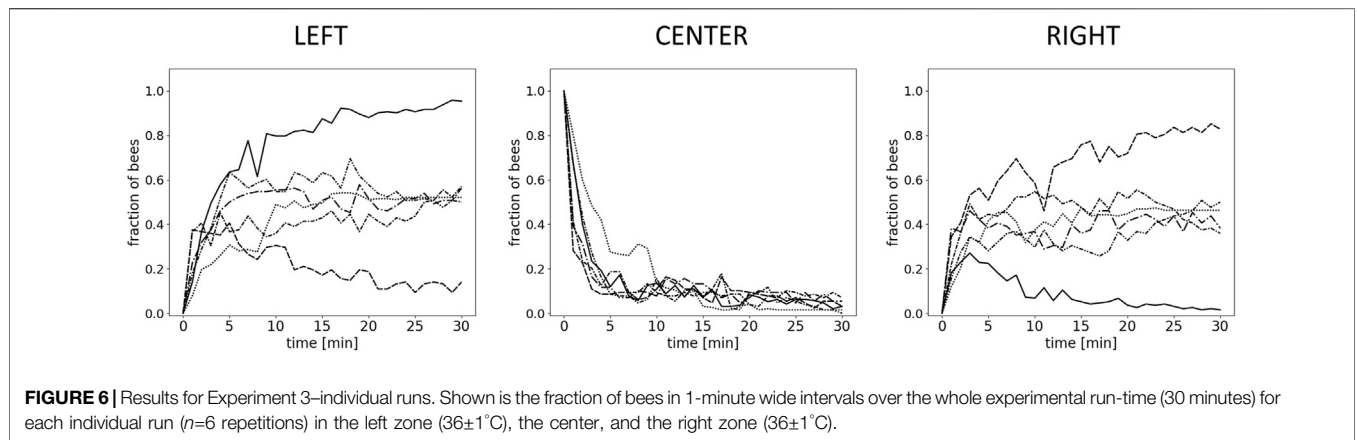 LEFT CENTER RIGHT
1.0
0.8
0.6
0.4
0.2
0.0
fraction of bees
0 5 10 15 20 25 30
time [min]
1.0
0.8
0.6
0.4
0.2
0.0
fraction of bees
0 5 10 15 20 25 30
time [min]
1.0
0.8
0.6
0.4
0.2
0.0
fraction of bees
0 5 10 15 20 25 30
time [min]
FIGURE 6 | Results for Experiment 3–individual runs. Shown is the fraction of bees in 1-minute wide intervals over the whole experimental run-time (30 minutes) for
each individual run (n=6 repetitions) in the left zone (36±1°C), the center, and the right zone (36±1°C).